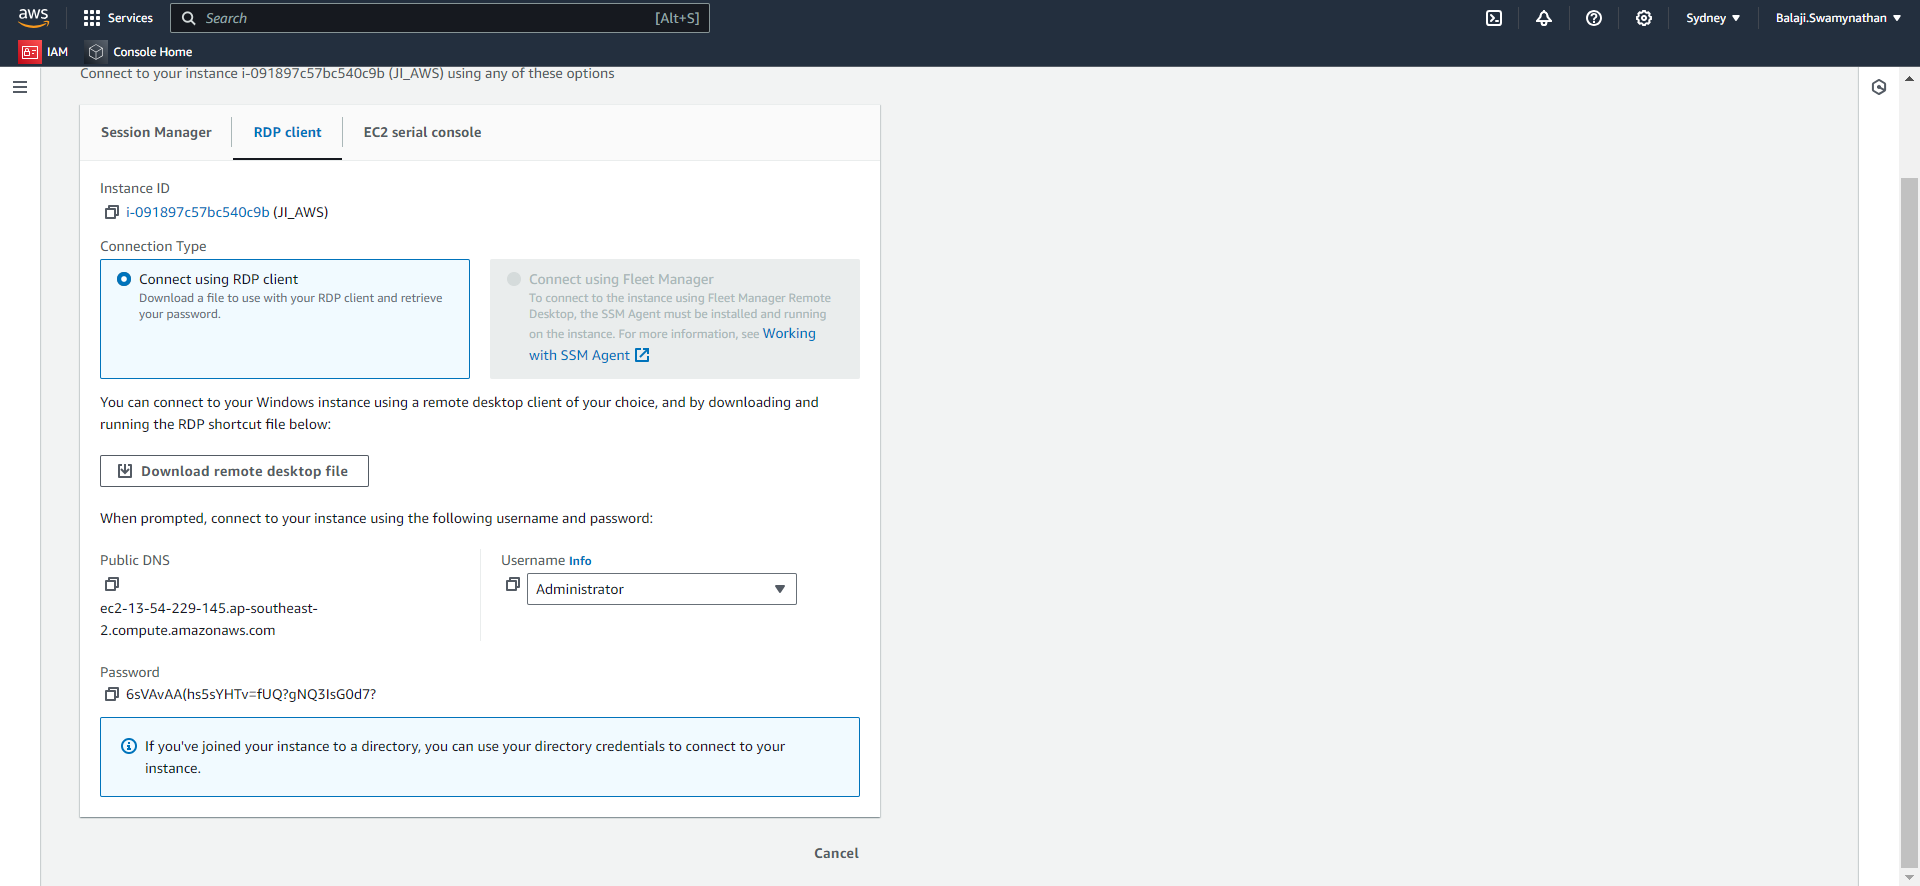 aws
Services
Search
[Alt+S]
Sydney
Balaji.Swamynathan
IAM
Console Home
Connect to your instance i-091897c57bc540c9b (JI_AWS) using any of these options
Session Manager
RDP client
EC2 serial console
Instance ID
i-091897c57bc540c9b (JI_AWS)
Connection Type
Connect using RDP client
Download a file to use with your RDP client and retrieve
your password.
Connect using Fleet Manager
To connect to the instance using Fleet Manager Remote
Desktop, the SSM Agent must be installed and running
on the instance. For more information, see Working
with SSM Agent
You can connect to your Windows instance using a remote desktop client of your choice, and by downloading and
running the RDP shortcut file below:
Download remote desktop file
When prompted, connect to your instance using the following username and password:
Public DNS
ec2-13-54-229-145.ap-southeast-
2.compute.amazonaws.com
Username Info
Administrator
Password
6sVAvAA(hs5sYHTv=fUQ?gNQ3IsG0d7?
If you've joined your instance to a directory, you can use your directory credentials to connect to your
instance.
Cancel